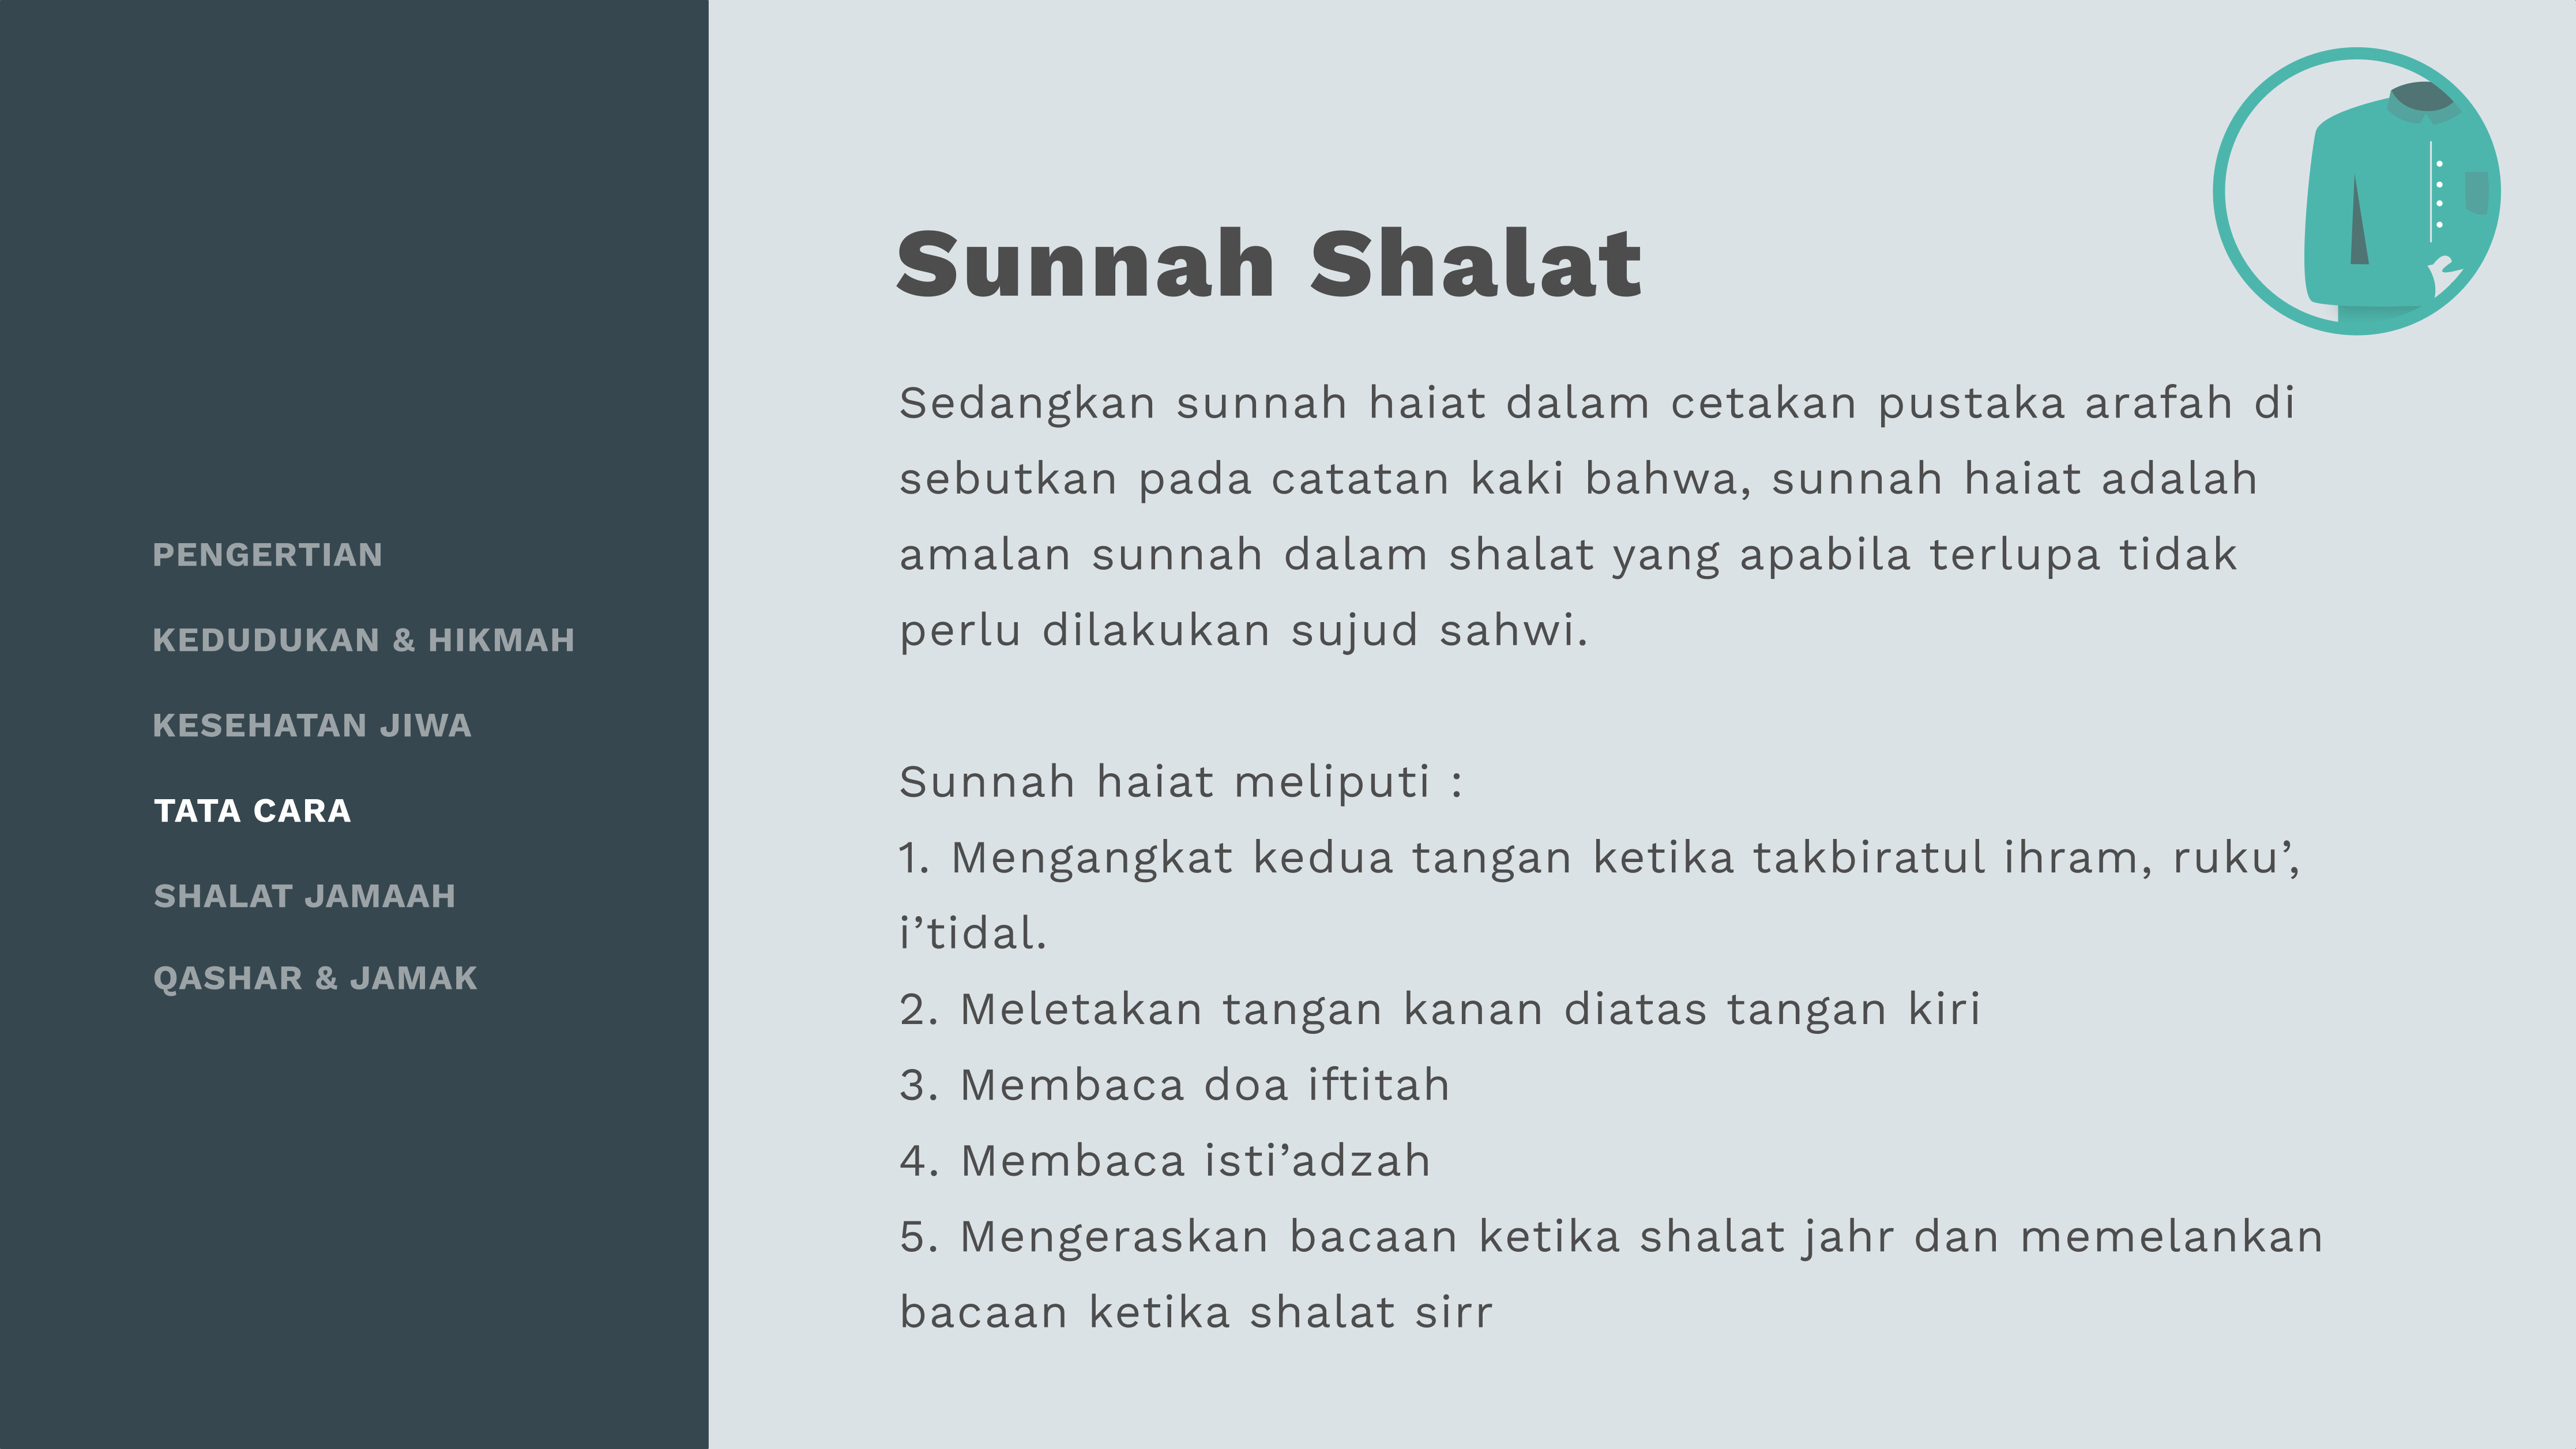 PENGERTIAN
KEDUDUKAN & HIKMAH
KESEHATAN JIWA
TATA CARA
SHALAT JAMAAH
QASHAR & JAMAK
Sunnah Shalat
Sedangkan sunnah haiat dalam cetakan pustaka arafah di
sebutkan pada catatan kaki bahwa, sunnah haiat adalah
amalan sunnah dalam shalat yang apabila terlupa tidak
perlu dilakukan sujud sahwi.
Sunnah haiat meliputi :
1. Mengangkat kedua tangan ketika takbiratul ihram, ruku’,
i’tidal.
2. Meletakan tangan kanan diatas tangan kiri
3. Membaca doa iftitah
4. Membaca isti’adzah
5. Mengeraskan bacaan ketika shalat jahr dan memelankan
bacaan ketika shalat sirr